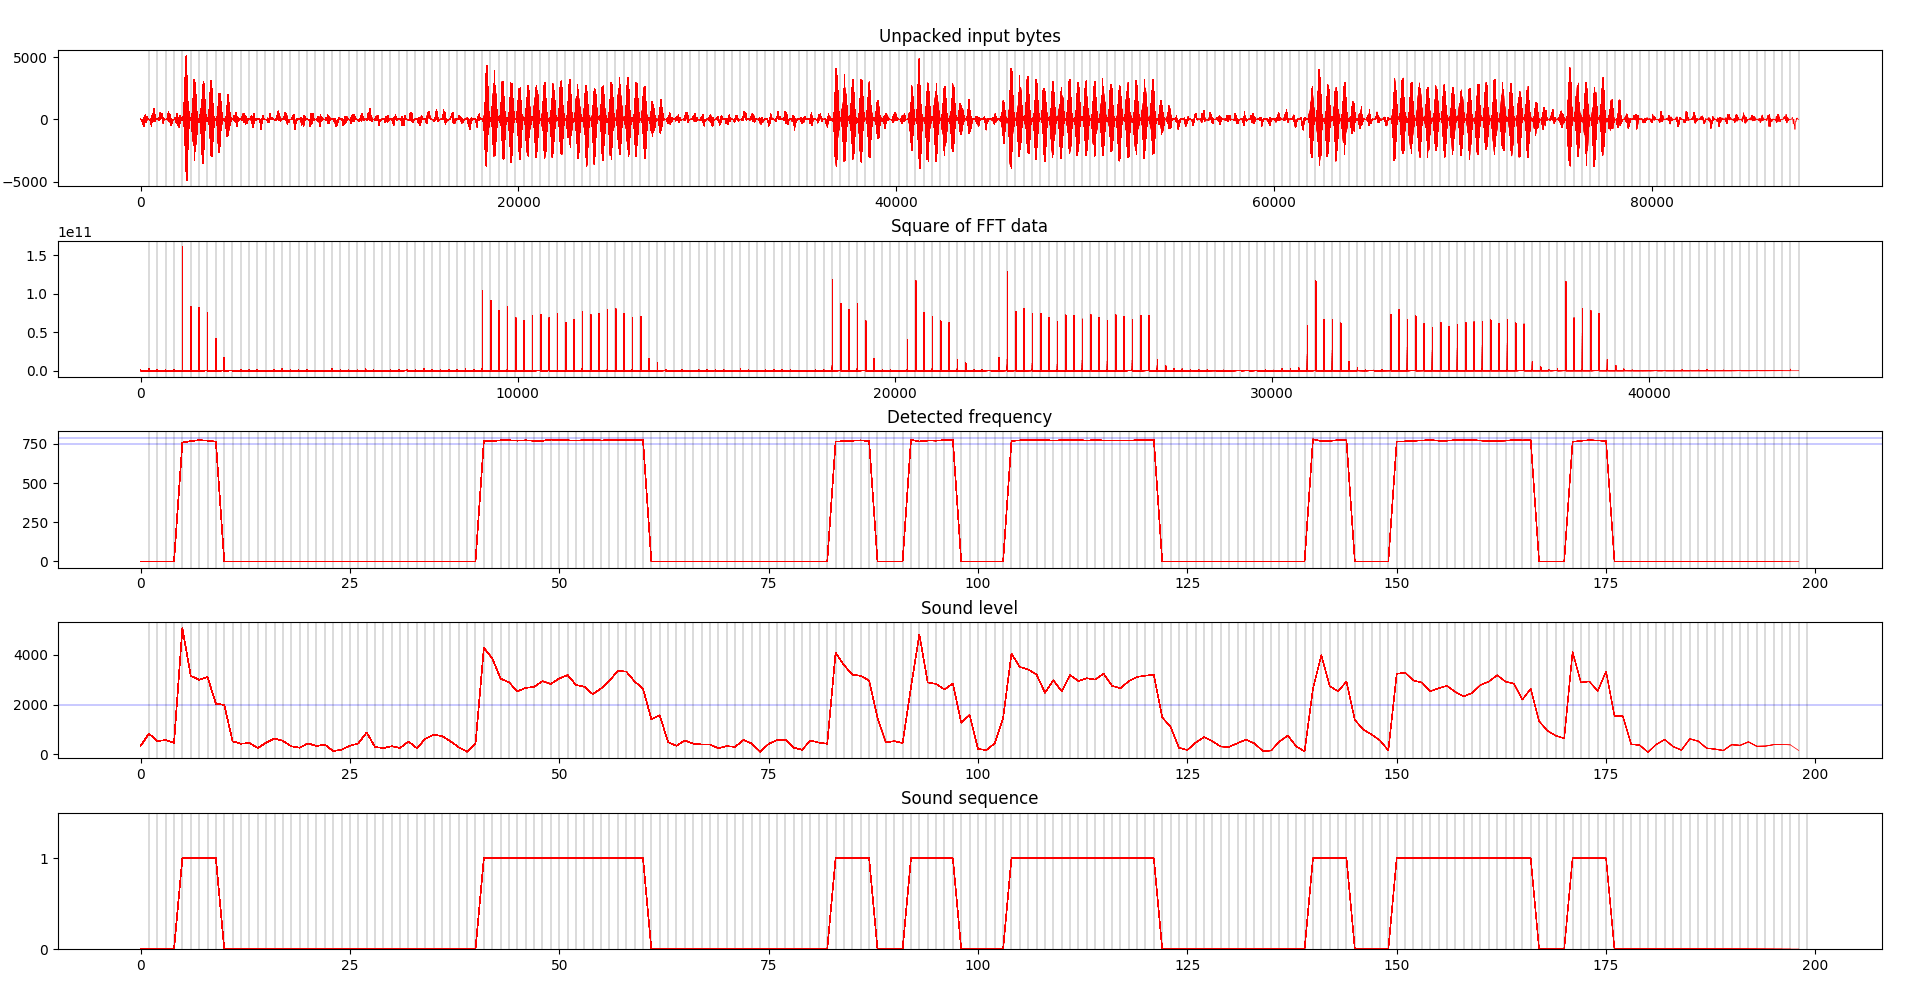 Unpacked input bytes
5000
0
−5000
0 20000 40000 60000 80000
Square of FFT data
1e11
1.5
1.0
0.5
0.0
0 10000 20000 30000 40000
Detected frequency
750
500
250
0
0 25 50 75 100 125 150 175 200
Sound level
4000
2000
0
0 25 50 75 100 125 150 175 200
Sound sequence
1
0
0 25 50 75 100 125 150 175 200